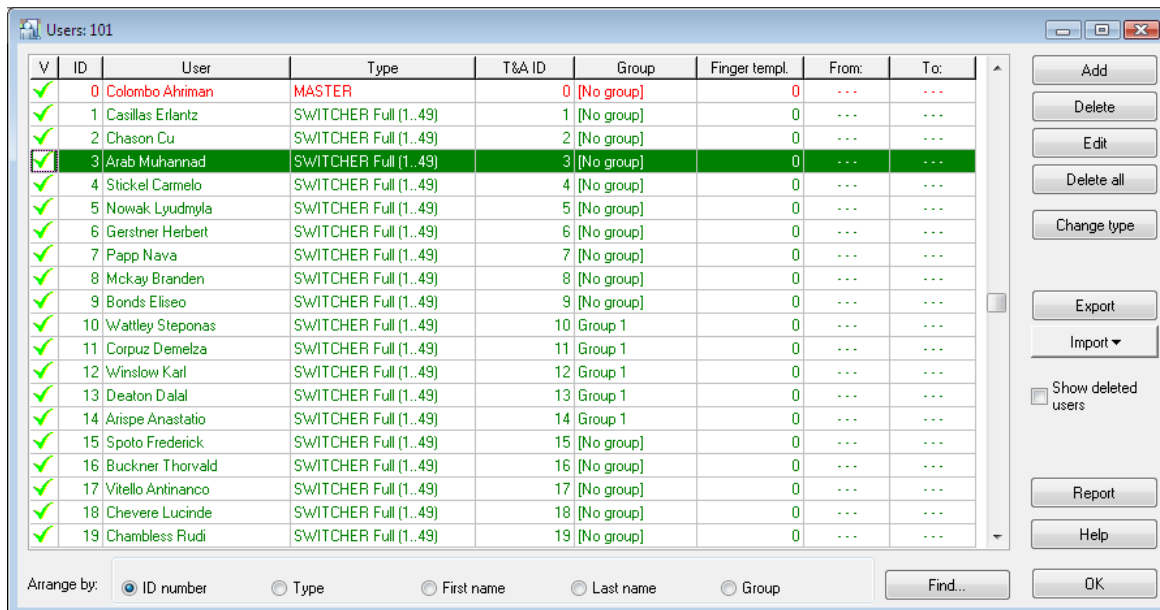 Users: 101
V ID User Type T&A ID Group Finger templ. From: To:
0 Colombo Ahriman MASTER 0 [No group] 0 - - - - - -
1 Casillas Erlantz SWITCHER Full (1..49) 1 [No group] 0 - - - - - -
2 Chason Cu SWITCHER Full (1..49) 2 [No group] 0 - - - - - -
3 Arab Muhannad SWITCHER Full (1..49) 3 [No group] 0 - - - - - -
4 Stickel Carmelo SWITCHER Full (1..49) 4 [No group] 0 - - - - - -
5 Nowak Lyudmyla SWITCHER Full (1..49) 5 [No group] 0 - - - - - -
6 Gerstner Herbert SWITCHER Full (1..49) 6 [No group] 0 - - - - - -
7 Papp Nava SWITCHER Full (1..49) 7 [No group] 0 - - - - - -
8 Mckay Branden SWITCHER Full (1..49) 8 [No group] 0 - - - - - -
9 Bonds Eliseo SWITCHER Full (1..49) 9 [No group] 0 - - - - - -
10 Wattley Steponas SWITCHER Full (1..49) 10 Group 1 0 - - - - - -
11 Corpuz Demelza SWITCHER Full (1..49) 11 Group 1 0 - - - - - -
12 Winslow Karl SWITCHER Full (1..49) 12 Group 1 0 - - - - - -
13 Deaton Dalal SWITCHER Full (1..49) 13 Group 1 0 - - - - - -
14 Arispe Anastatio SWITCHER Full (1..49) 14 Group 1 0 - - - - - -
15 Spoto Frederick SWITCHER Full (1..49) 15 [No group] 0 - - - - - -
16 Buckner Thorvald SWITCHER Full (1..49) 16 [No group] 0 - - - - - -
17 Vitello Antinanco SWITCHER Full (1..49) 17 [No group] 0 - - - - - -
18 Chevere Lucinde SWITCHER Full (1..49) 18 [No group] 0 - - - - - -
19 Chambless Rudi SWITCHER Full (1..49) 19 [No group] 0 - - - - - -
Add
Delete
Edit
Delete all
Change type
Export
Import
Show deleted
users
Report
Help
Arrange by: ID number Type First name Last name Group Find... OK